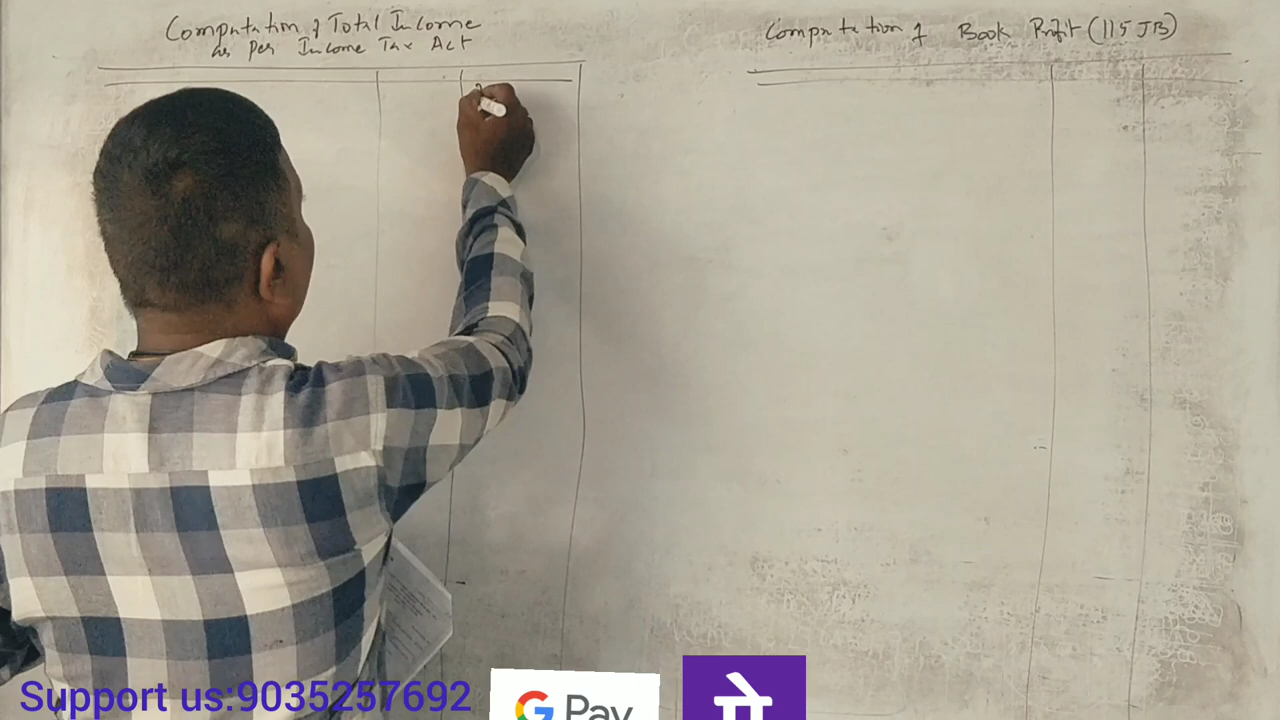 Computation of Total Income
as per Income Tax Act
Computation of Book Profit (115 JB)
Support us:9035257692
G Pay
पे